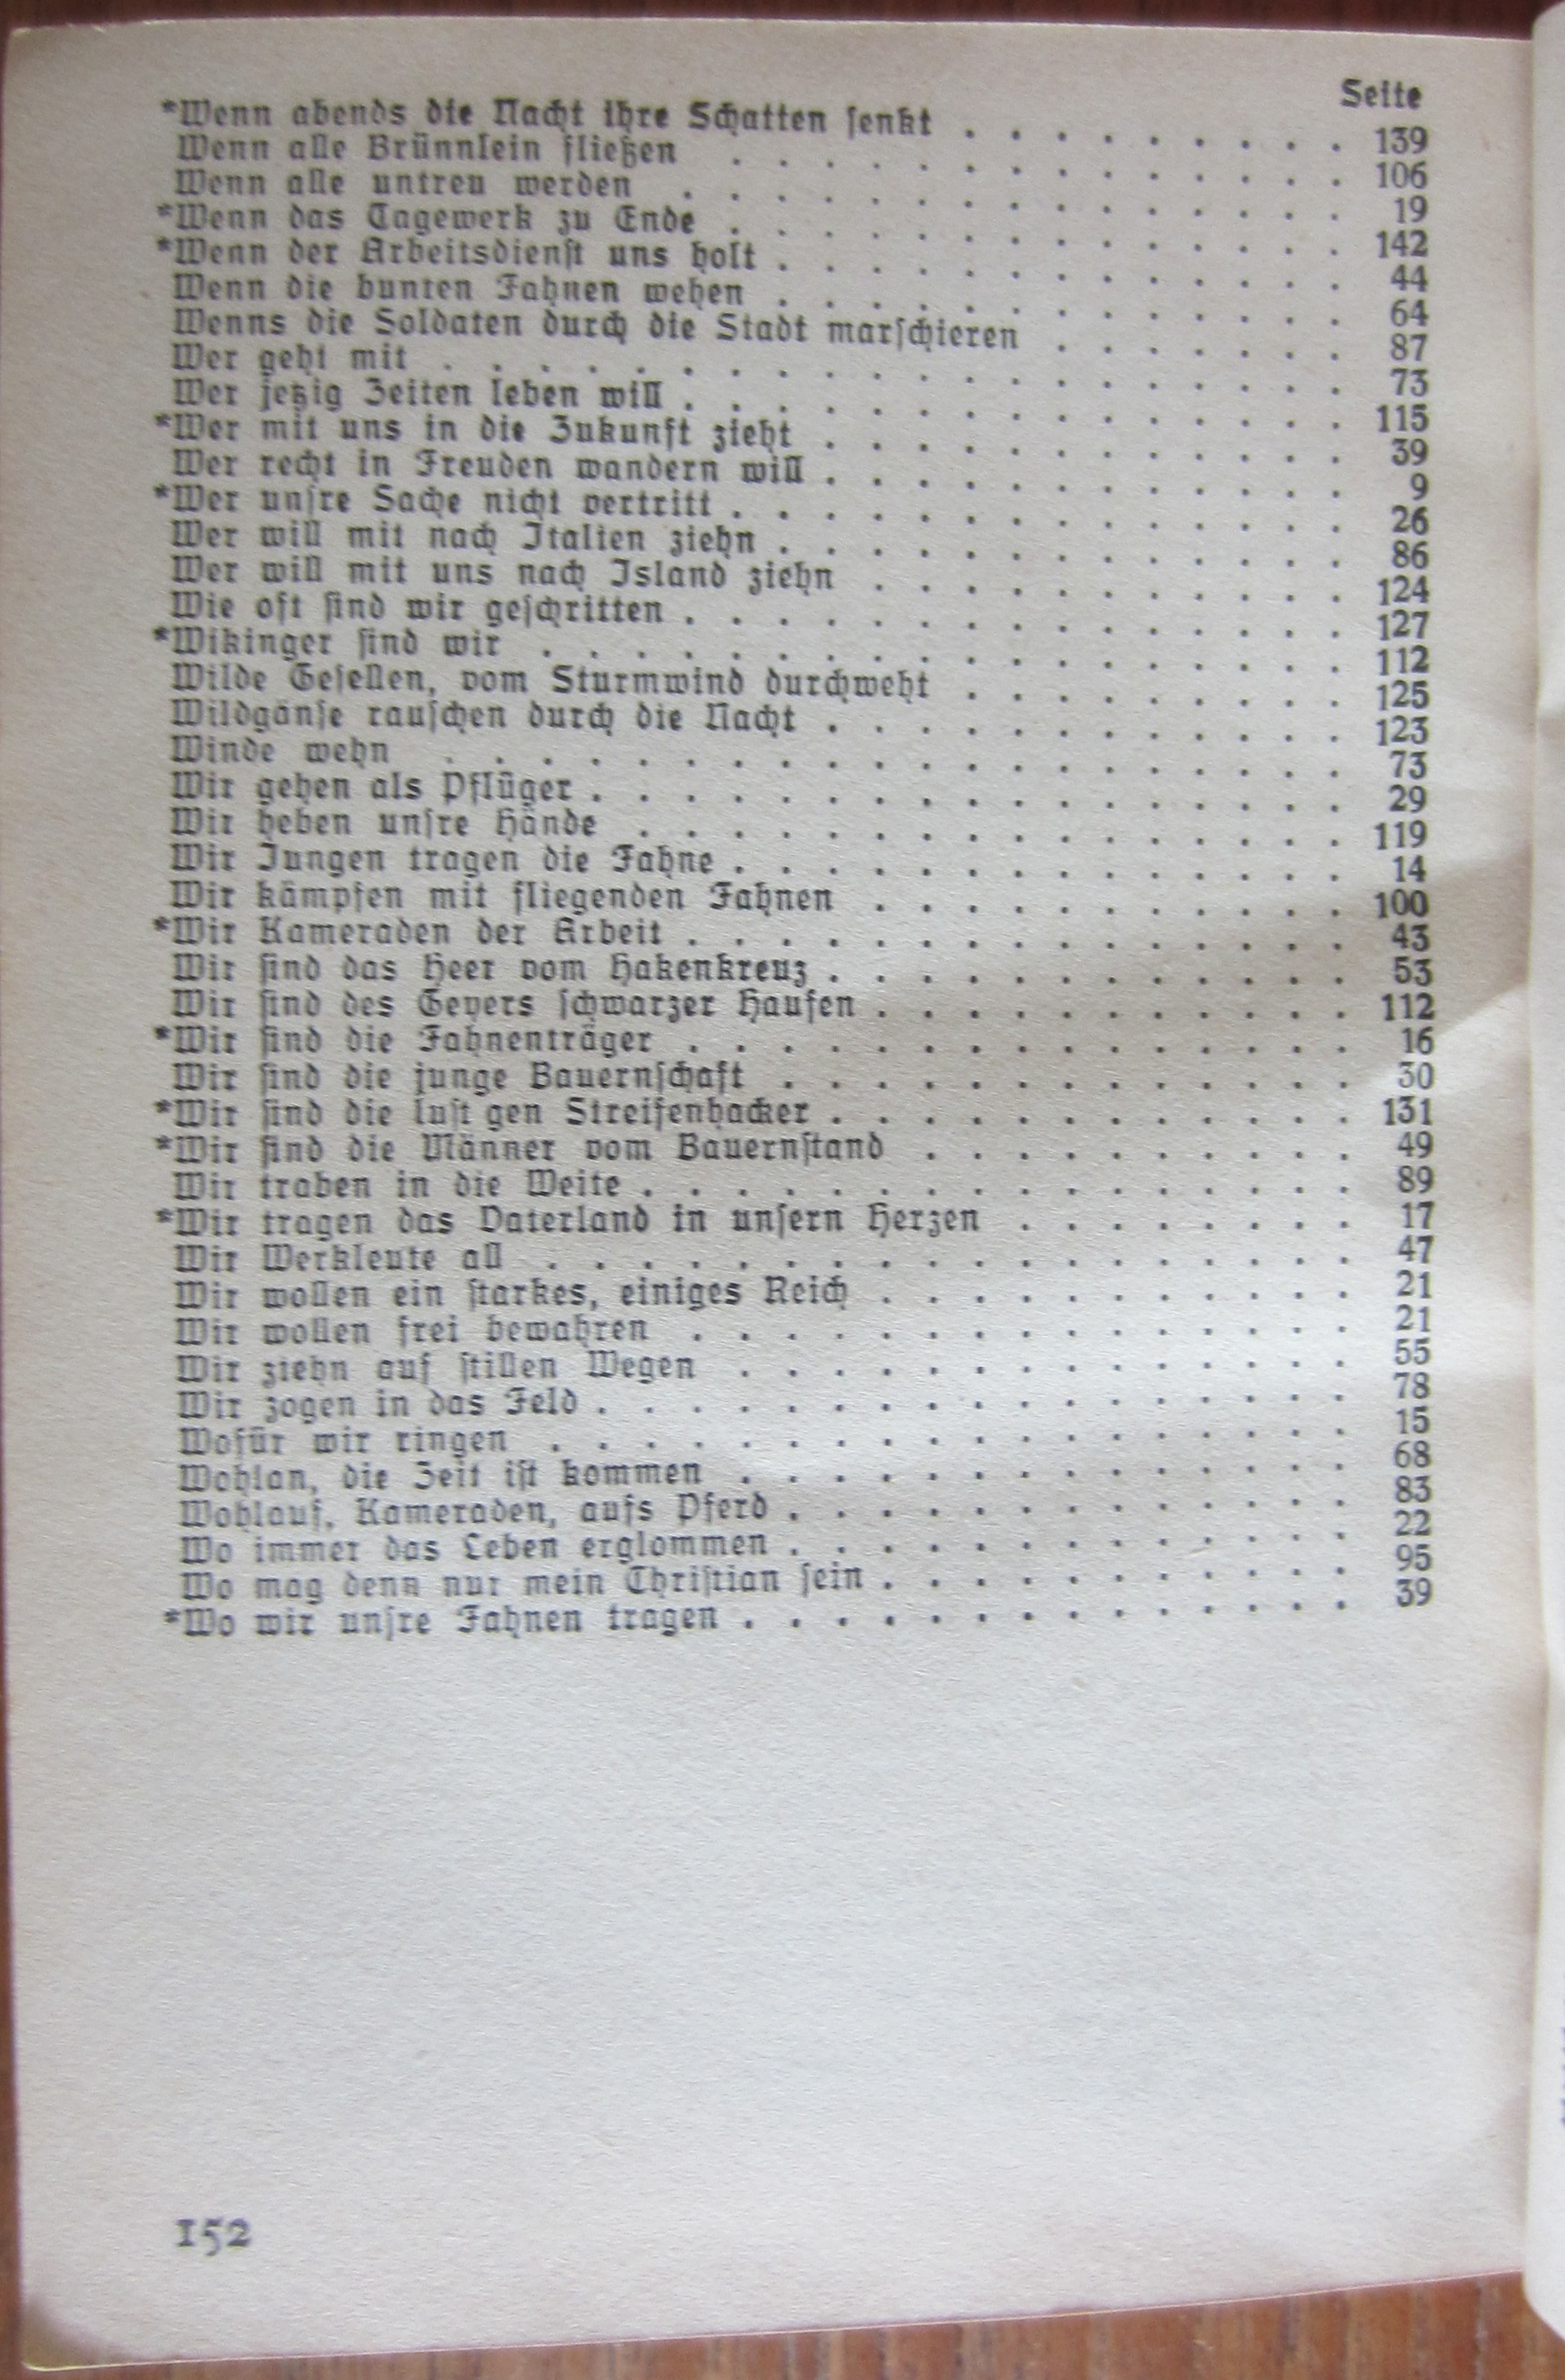 Seite
*Wenn abends die Nacht ihre Schatten senkt . . . . . . . . . 139
Wenn alle Brünnlein fließen . . . . . . . . . . . . . . 106
Wenn alle untreu werden . . . . . . . . . . . . . . . 19
*Wenn das Tagewerk zu Ende . . . . . . . . . . . . . . 142
*Wenn der Arbeitsdienst uns holt . . . . . . . . . . . . . 44
Wenn die bunten Fahnen wehen . . . . . . . . . . . . . 64
Wenns die Soldaten durch die Stadt marschieren . . . . . . . 87
Wer geht mit . . . . . . . . . . . . . . . . . . . . 73
Wer jetzig Zeiten leben will . . . . . . . . . . . . . . . 115
*Wer mit uns in die Zukunft zieht . . . . . . . . . . . . 39
Wer recht in Freuden wandern will . . . . . . . . . . . . 9
*Wer unsre Sache nicht vertritt . . . . . . . . . . . . . . 26
Wer will mit nach Italien ziehn . . . . . . . . . . . . . 86
Wer will mit uns nach Island ziehn . . . . . . . . . . . 124
Wie oft sind wir geschritten . . . . . . . . . . . . . . . 127
*Wikinger sind wir . . . . . . . . . . . . . . . . . . 112
Wilde Gesellen, vom Sturmwind durchweht . . . . . . . . . 125
Wildgänse rauschen durch die Nacht . . . . . . . . . . . . 123
Winde wehn . . . . . . . . . . . . . . . . . . . . 73
Wir gehen als Pflüger . . . . . . . . . . . . . . . . . 29
Wir heben unsre Hände . . . . . . . . . . . . . . . . 119
Wir Jungen tragen die Fahne . . . . . . . . . . . . . . 14
Wir kämpfen mit fliegenden Fahnen . . . . . . . . . . . 100
*Wir Kameraden der Arbeit . . . . . . . . . . . . . . . 43
Wir sind das Heer vom Hakenkreuz . . . . . . . . . . . . 53
Wir sind des Geyers schwarzer Haufen . . . . . . . . . . . 112
*Wir sind die Fahnenträger . . . . . . . . . . . . . . . 16
Wir sind die junge Bauernschaft . . . . . . . . . . . . . 30
*Wir sind die lust gen Streifenhacker . . . . . . . . . . . . 131
*Wir sind die Männer vom Bauernstand . . . . . . . . . . 49
Wir traben in die Weite . . . . . . . . . . . . . . . . 89
*Wir tragen das Vaterland in unsern Herzen . . . . . . . . 17
Wir Werkleute all . . . . . . . . . . . . . . . . . . 47
Wir wollen ein starkes, einiges Reich . . . . . . . . . . . 21
Wir wollen frei bewahren . . . . . . . . . . . . . . . 21
Wir ziehn auf stillen Wegen . . . . . . . . . . . . . . 55
Wir zogen in das Feld . . . . . . . . . . . . . . . . . 78
Wofür wir ringen . . . . . . . . . . . . . . . . . . 15
Wohlan, die Zeit ist kommen . . . . . . . . . . . . . . 68
Wohlauf, Kameraden, aufs Pferd . . . . . . . . . . . . . 83
Wo immer das Leben erglommen . . . . . . . . . . . . . 22
Wo mag denn nur mein Christian sein . . . . . . . . . . . 95
*Wo wir unsre Fahnen tragen . . . . . . . . . . . . . . 39
152